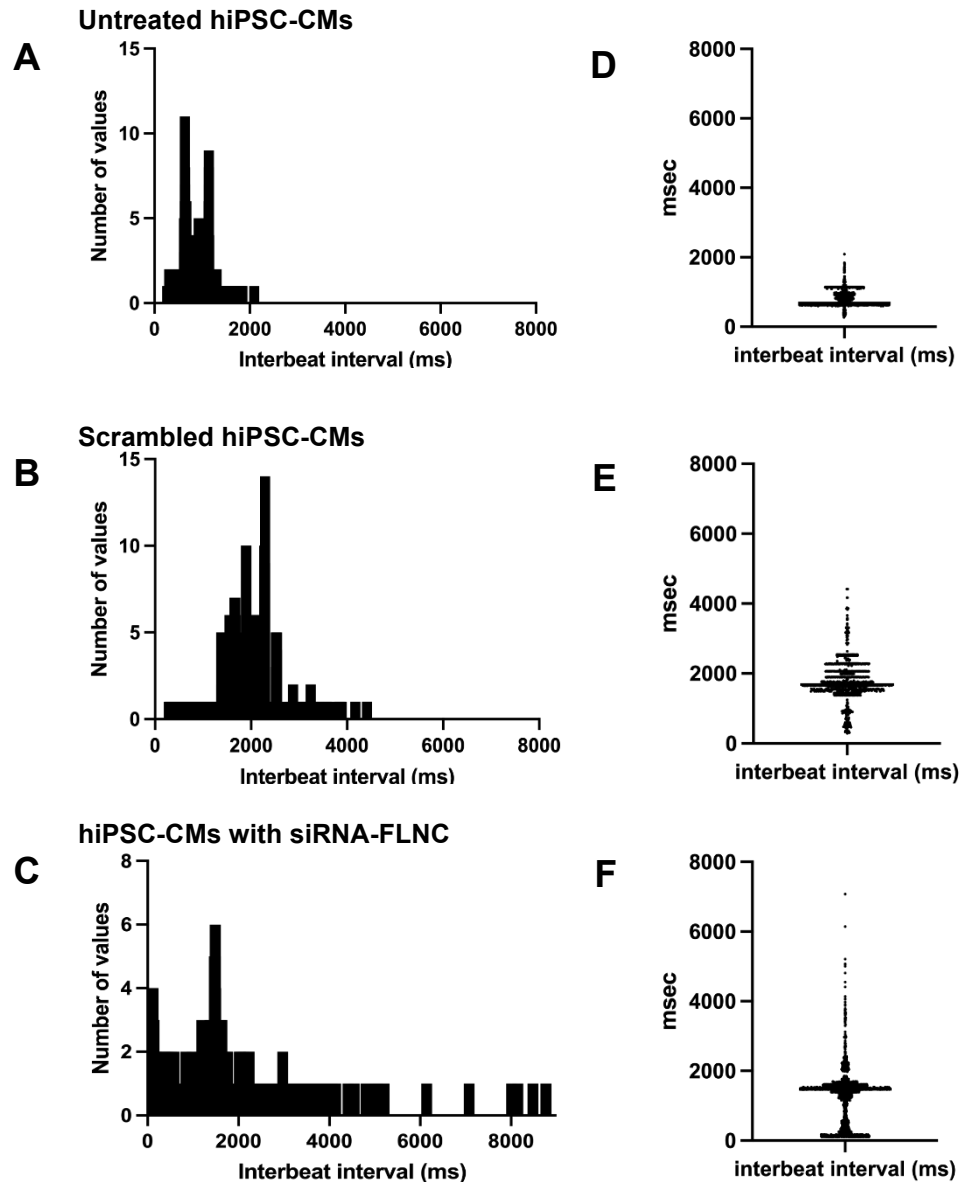 Untreated hiPSC-CMs
A
15
10
5
0
Number of values
0 2000 4000 6000 8000
Interbeat interval (ms)
D
8000
6000
4000
2000
0
msec
interbeat interval (ms)
Scrambled hiPSC-CMs
B
15
10
5
0
Number of values
0 2000 4000 6000 8000
Interbeat interval (ms)
E
8000
6000
4000
2000
0
msec
interbeat interval (ms)
hiPSC-CMs with siRNA-FLNC
C
8
6
4
2
0
Number of values
0 2000 4000 6000 8000
Interbeat interval (ms)
F
8000
6000
4000
2000
0
msec
interbeat interval (ms)